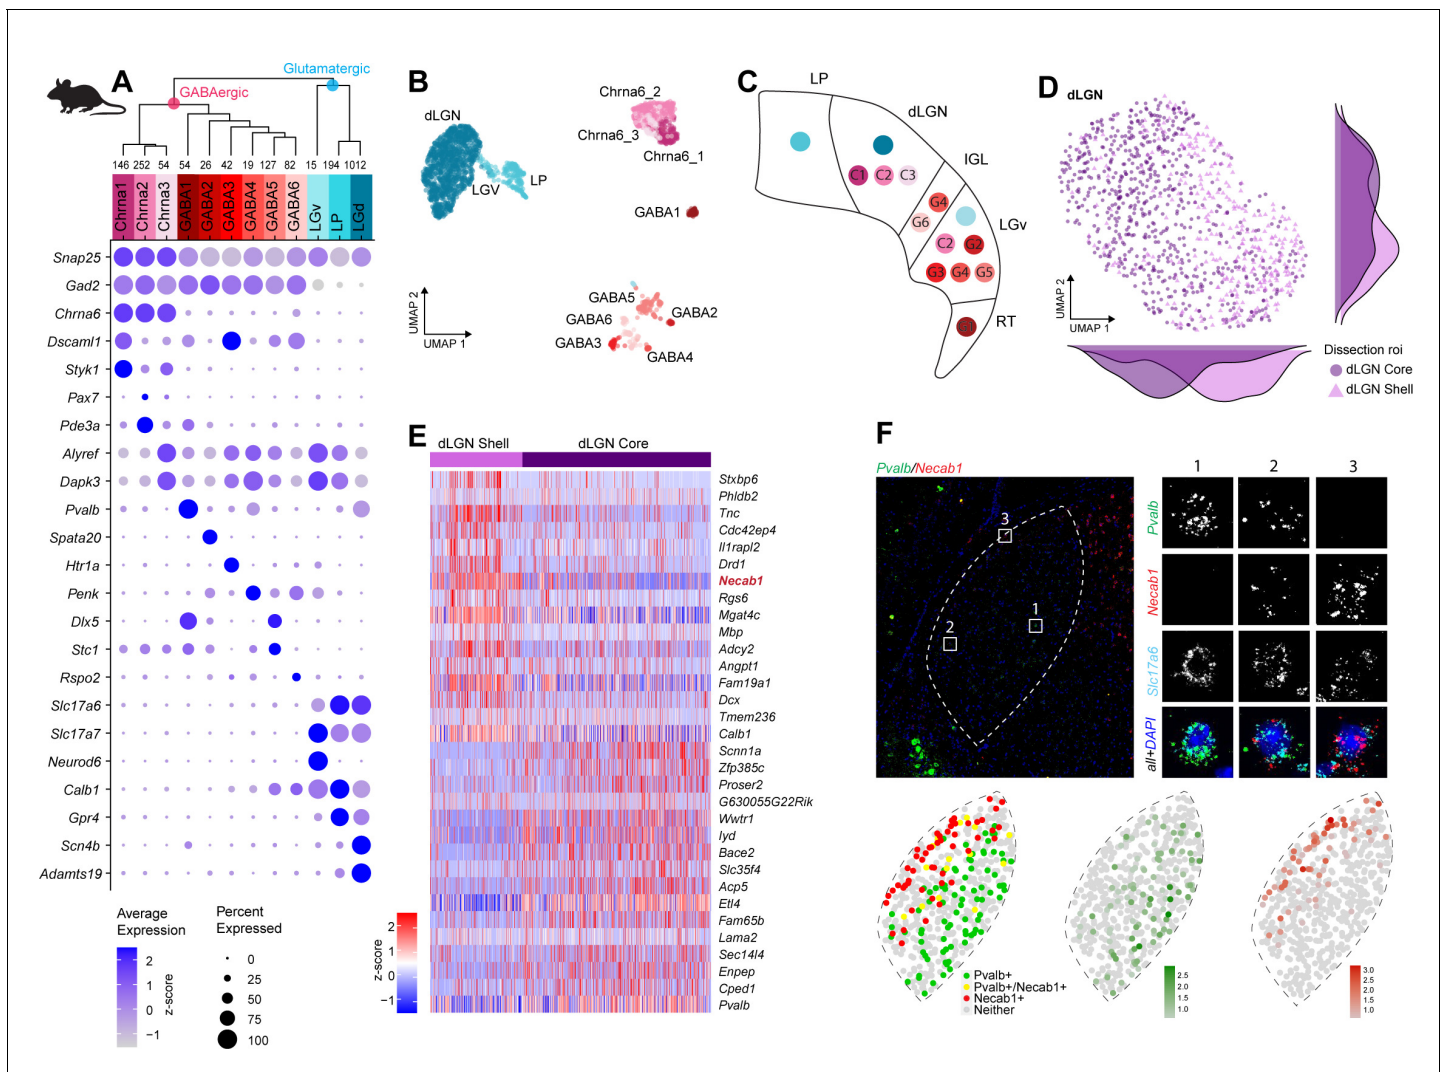 A
Glutamatergic
GABAergic
146 252 54 54 26 42 19 127 82 15 194 1012
Chrna1
Chrna2
Chrna3
GABA1
GABA2
GABA3
GABA4
GABA5
GABA6
LGv
LP
LGd
Snap25
Gad2
Chrna6
Dscaml1
Styk1
Pax7
Pde3a
Alyref
Dapk3
Pvalb
Spata20
Htr1a
Penk
Dlx5
Stc1
Rspo2
Slc17a6
Slc17a7
Neurod6
Calb1
Gpr4
Scn4b
Adamts19
Average
Expression
2
1
0
−1
z-score
Percent
Expressed
0
25
50
75
100
B
dLGN
LGV
LP
Chrna6_2
Chrna6_3
Chrna6_1
GABA1
GABA5
GABA6
GABA2
GABA3
GABA4
UMAP 2
UMAP 1
C
LP
dLGN
IGL
LGv
RT
C1 C2 C3
G4
G6
C2 G2
G3 G4 G5
G1
D
dLGN
UMAP 2
UMAP 1
Dissection roi
dLGN Core
dLGN Shell
E
dLGN Shell
dLGN Core
Stxbp6
Phldb2
Tnc
Cdc42ep4
Il1rapl2
Drd1
Necab1
Rgs6
Mgat4c
Mbp
Adcy2
Angpt1
Fam19a1
Dcx
Tmem236
Calb1
Scnn1a
Zfp385c
Proser2
G630055G22Rik
Wwtr1
Iyd
Bace2
Slc35f4
Acp5
Etl4
Fam65b
Lama2
Sec14l4
Enpep
Cped1
Pvalb
z-score
2
1
0
−1
F
Pvalb/Necab1
1
2
3
1 2 3
Pvalb
Necab1
Slc17a6
all+DAPI
Pvalb+
Pvalb+/Necab1+
Necab1+
Neither
2.5
2.0
1.5
1.0
3.0
2.5
2.0
1.5
1.0